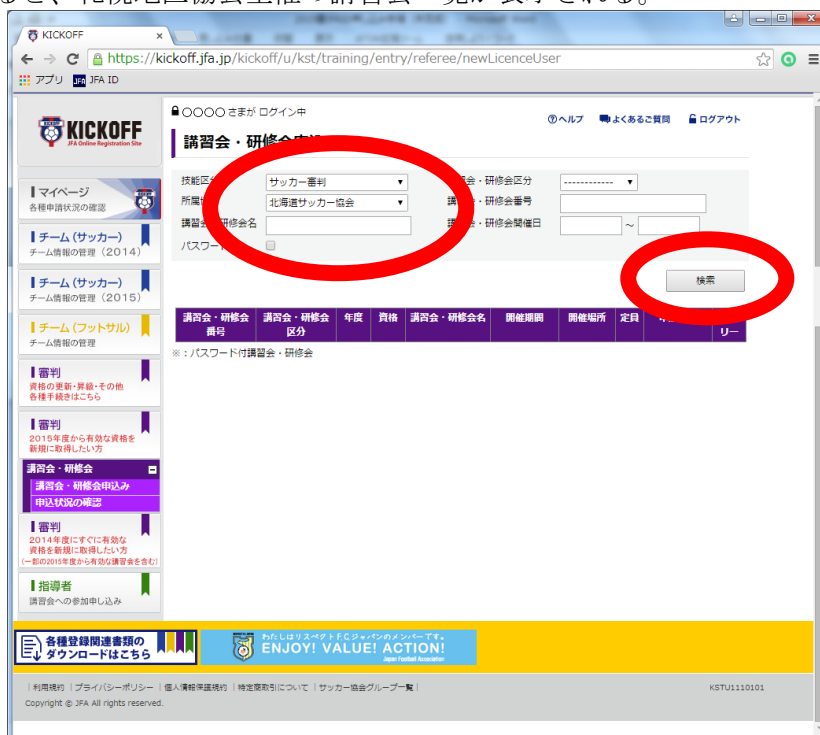 と、札幌地区協会主催の講習会一覧が表示される。
KICKOFF
https://kickoff.jfa.jp/kickoff/u/kst/training/entry/referee/newLicenceUser
アプリ JFA JFA ID
KICKOFF
JFA Online Registration Site
○○○○ さまが ログイン中
ヘルプ よくあるご質問 ログアウト
講習会・研修会申込
技能区 サッカー審判 会・研修会区分 ------------
所属 北海道サッカー協会 講 会・研修会番号
講習会 研修会名 講 会・研修会開催日 ～
パスワー
検索
講習会・研修会番号 講習会・研修会区分 年度 資格 講習会・研修会名 開催期間 開催場所 定員 リー
※：パスワード付講習会・研修会
マイページ
各種申請状況の確認
チーム (サッカー)
チーム情報の管理（2014）
チーム (サッカー)
チーム情報の管理（2015）
チーム (フットサル)
チーム情報の管理
審判
資格の更新・昇級・その他
各種手続きはこちら
審判
2015年度から有効な資格を
新規に取得したい方
講習会・研修会
講習会・研修会申込み
申込状況の確認
審判
2014年度にすぐに有効な
資格を新規に取得したい方
(一部の2015年度から有効な講習会を含む)
指導者
講習会への参加申し込み
各種登録関連書類の
ダウンロードはこちら
わたしはリスペクトF.C.ジャパンのメンバーです。
ENJOY! VALUE! ACTION!
Japan Football Association
｜利用規約｜プライバシーポリシー｜個人情報保護規約｜特定商取引について｜サッカー協会グループ一覧｜
KSTU1110101
Copyright © JFA All rights reserved.